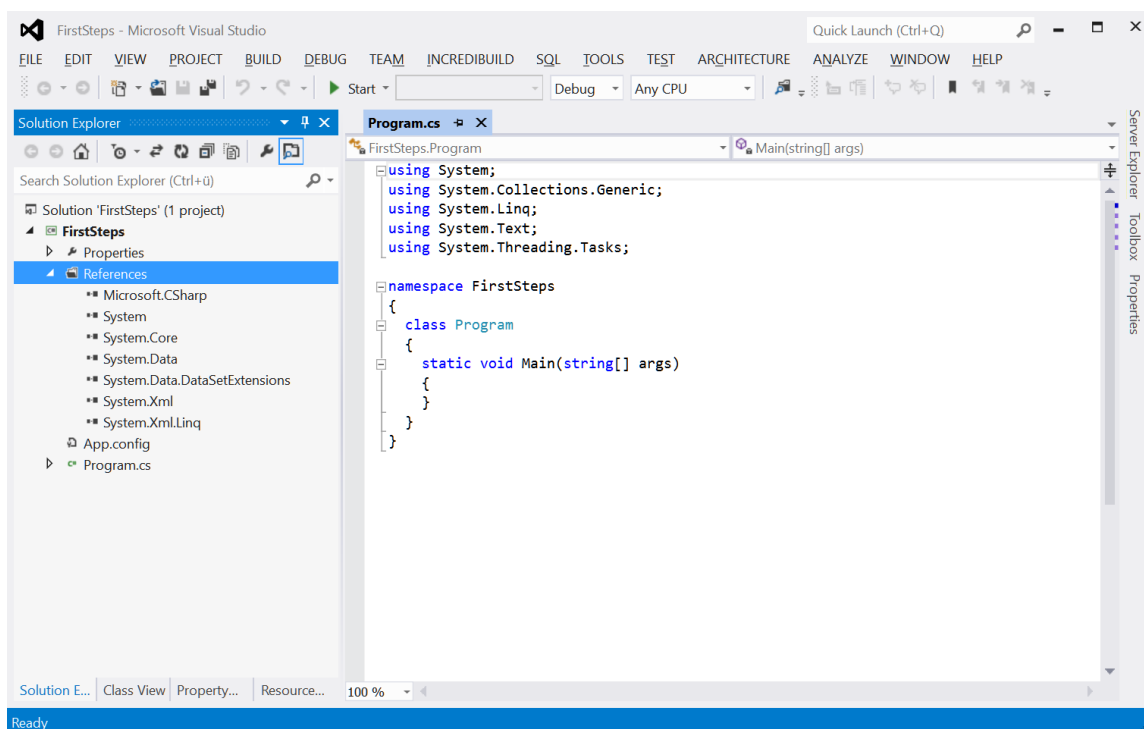 FirstSteps - Microsoft Visual Studio
Quick Launch (Ctrl+Q)
FILE EDIT VIEW PROJECT BUILD DEBUG TEAM INCREDIBUILD SQL TOOLS TEST ARCHITECTURE ANALYZE WINDOW HELP
Start Debug Any CPU
Solution Explorer
Search Solution Explorer (Ctrl+ü)
Solution 'FirstSteps' (1 project)
FirstSteps
Properties
References
Microsoft.CSharp
System
System.Core
System.Data
System.Data.DataSetExtensions
System.Xml
System.Xml.Linq
App.config
Program.cs
Solution E... Class View Property... Resource...
Program.cs
FirstSteps.Program
Main(string[] args)
using System;
using System.Collections.Generic;
using System.Linq;
using System.Text;
using System.Threading.Tasks;
namespace FirstSteps
{
class Program
{
static void Main(string[] args)
{
}
}
}
100 %
Server Explorer
Toolbox
Properties
Ready